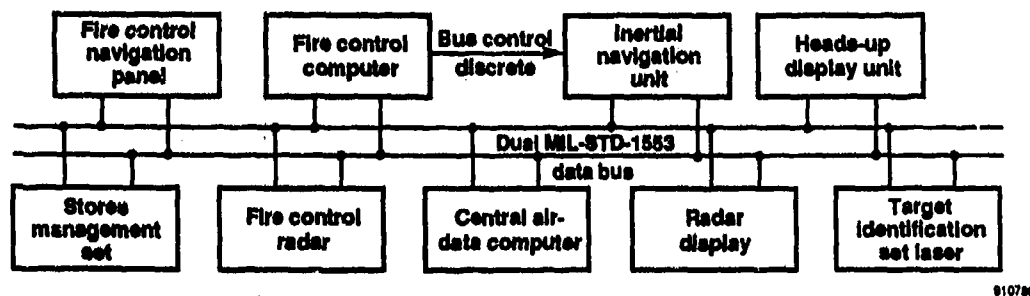 Fire control
navigation
panel
Fire control
computer
Bus control
discrete
Inertial
navigation
unit
Heads-up
display unit
Dual MIL-STD-1553
data bus
Stores
management
set
Fire control
radar
Central air-
data computer
Radar
display
Target
identification
set laser